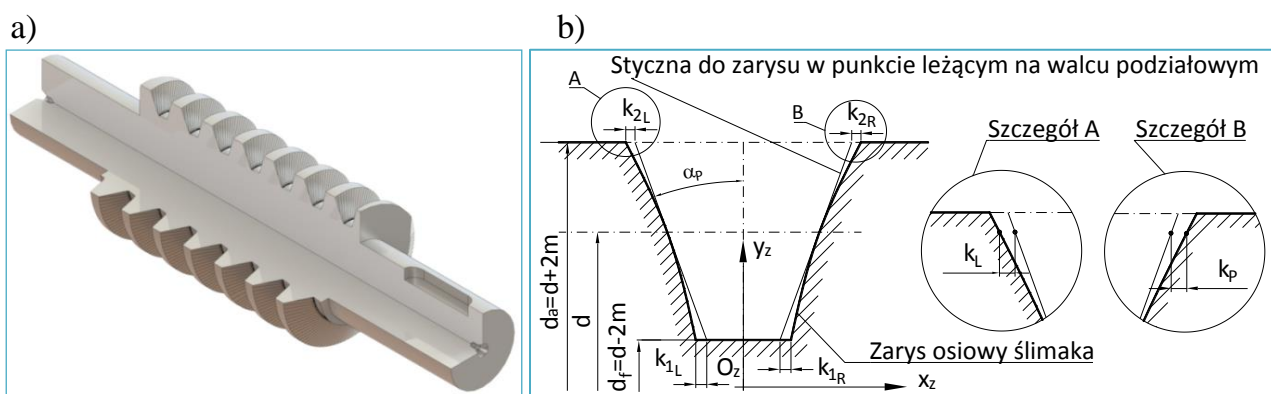 a)
b)
Styczna do zarysu w punkcie leżącym na walcu podziałowym
A
k2L
B
k2R
Szczegół A
Szczegół B
αP
yz
kL
kP
da=d+2m
d
df=d-2m
k1L
Oz
k1R
xz
Zarys osiowy ślimaka